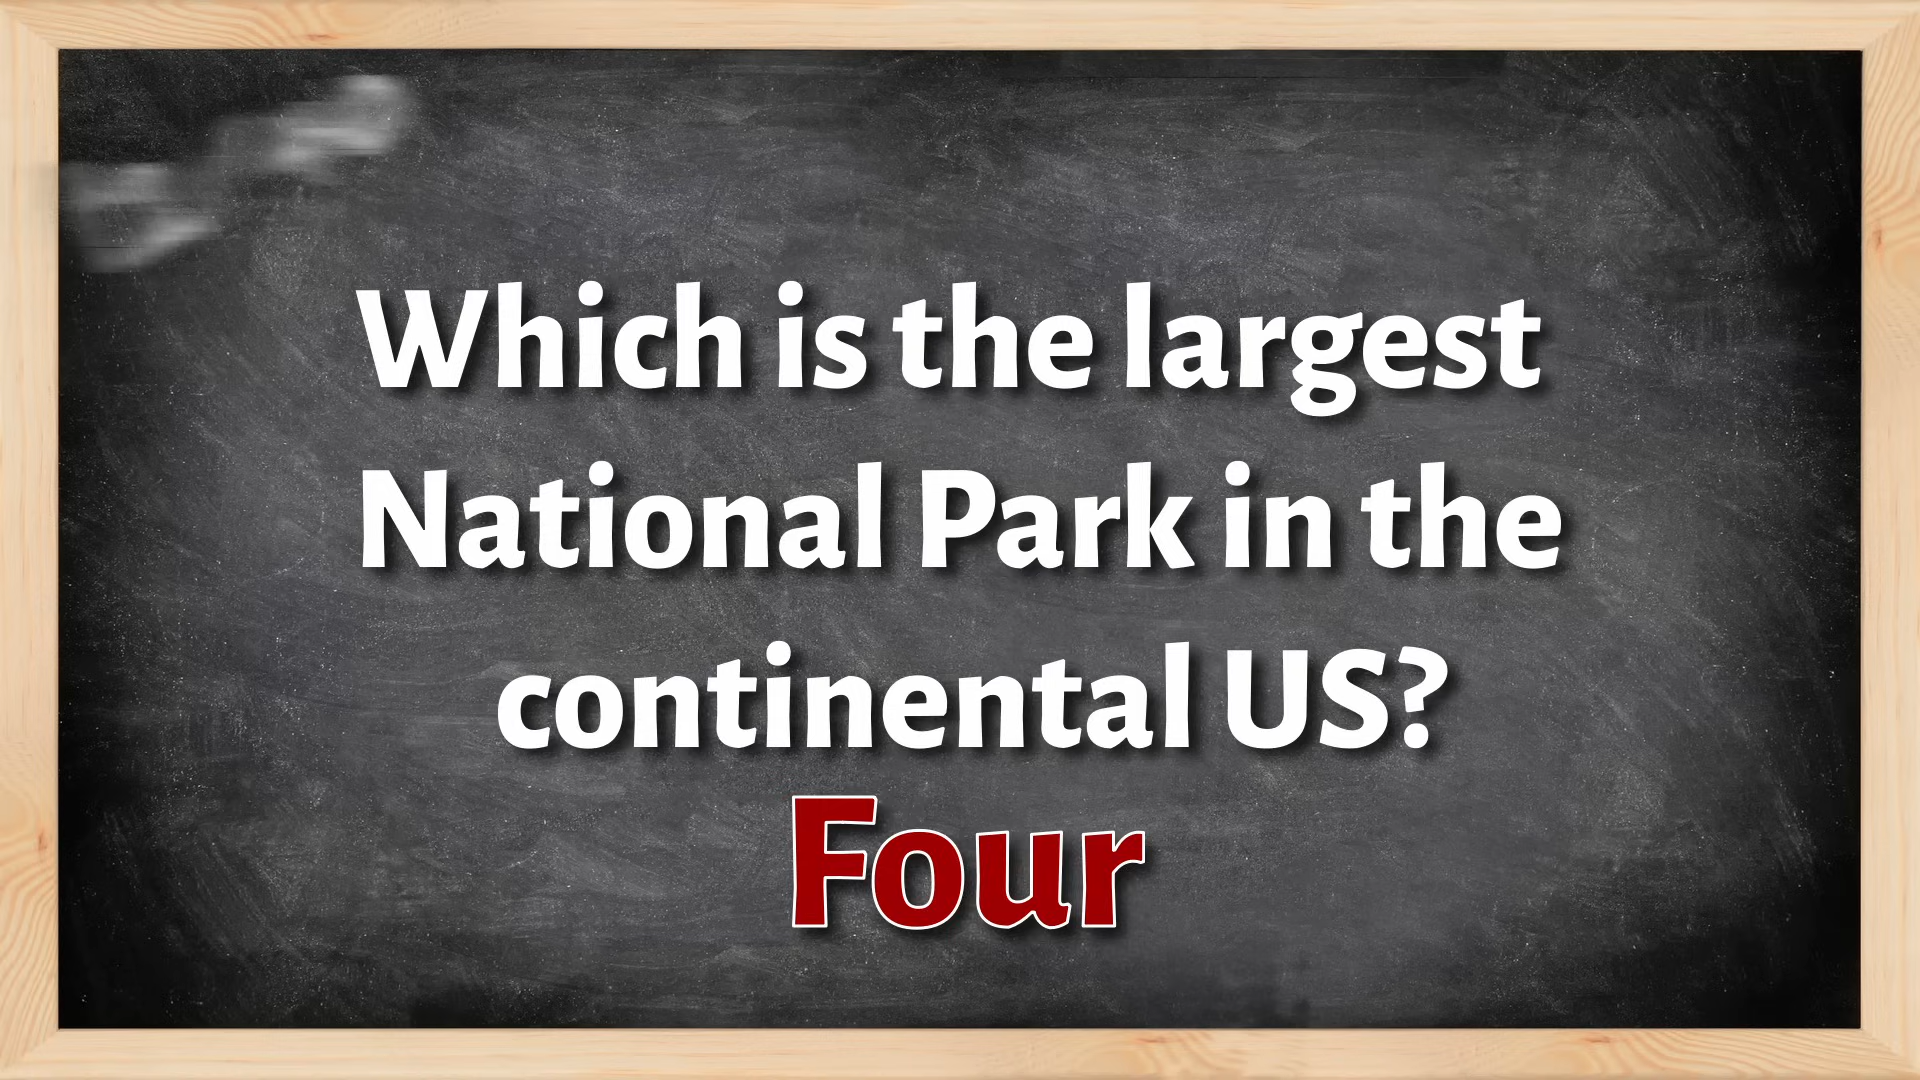 Which is the largest
National Park in the
continental US?
Four